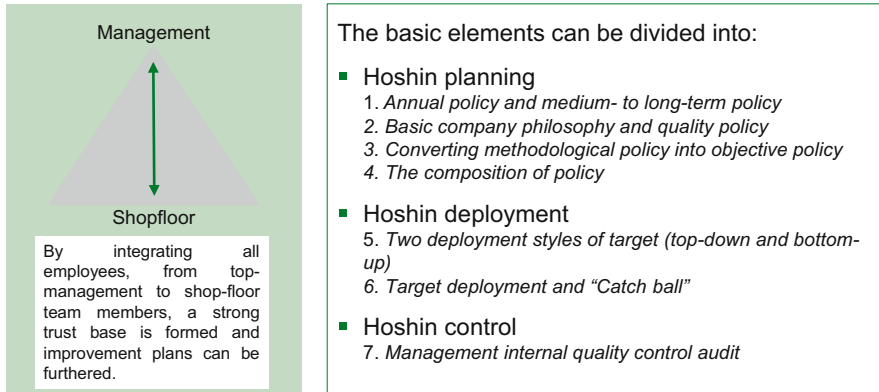 Management
Shopfloor
By integrating all
employees, from top-
management to shop-floor
team members, a strong
trust base is formed and
improvement plans can be
furthered.
The basic elements can be divided into:
▪ Hoshin planning
1. Annual policy and medium- to long-term policy
2. Basic company philosophy and quality policy
3. Converting methodological policy into objective policy
4. The composition of policy
▪ Hoshin deployment
5. Two deployment styles of target (top-down and bottom-
up)
6. Target deployment and “Catch ball”
▪ Hoshin control
7. Management internal quality control audit